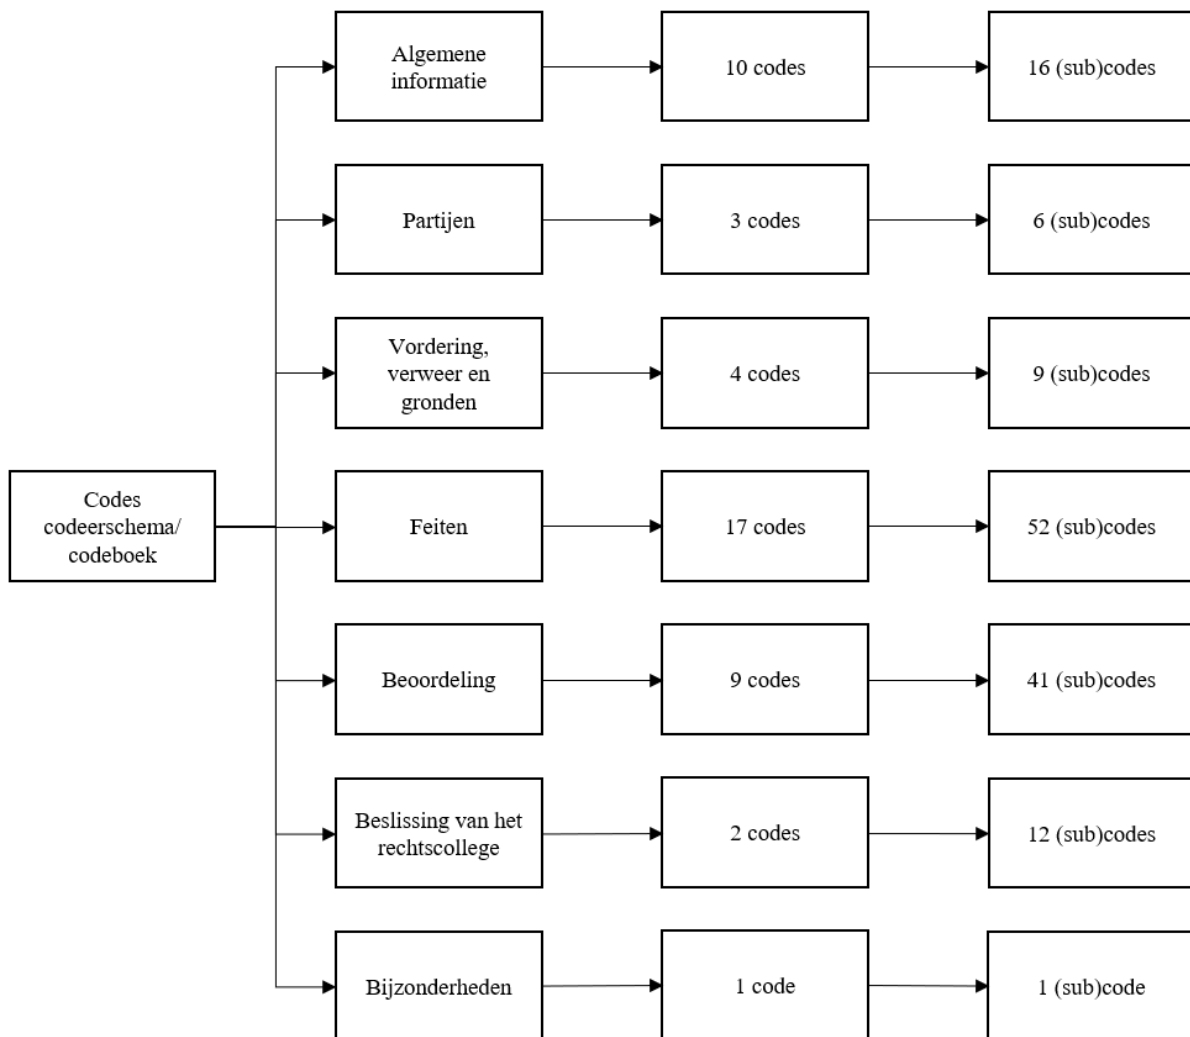 Algemene
informatie
10 codes
16 (sub)codes
Partijen
3 codes
6 (sub)codes
Vordering,
verweer en
gronden
4 codes
9 (sub)codes
Codes
codeerschema/
codeboek
Feiten
17 codes
52 (sub)codes
Beoordeling
9 codes
41 (sub)codes
Beslissing van het
rechtscollege
2 codes
12 (sub)codes
Bijzonderheden
1 code
1 (sub)code